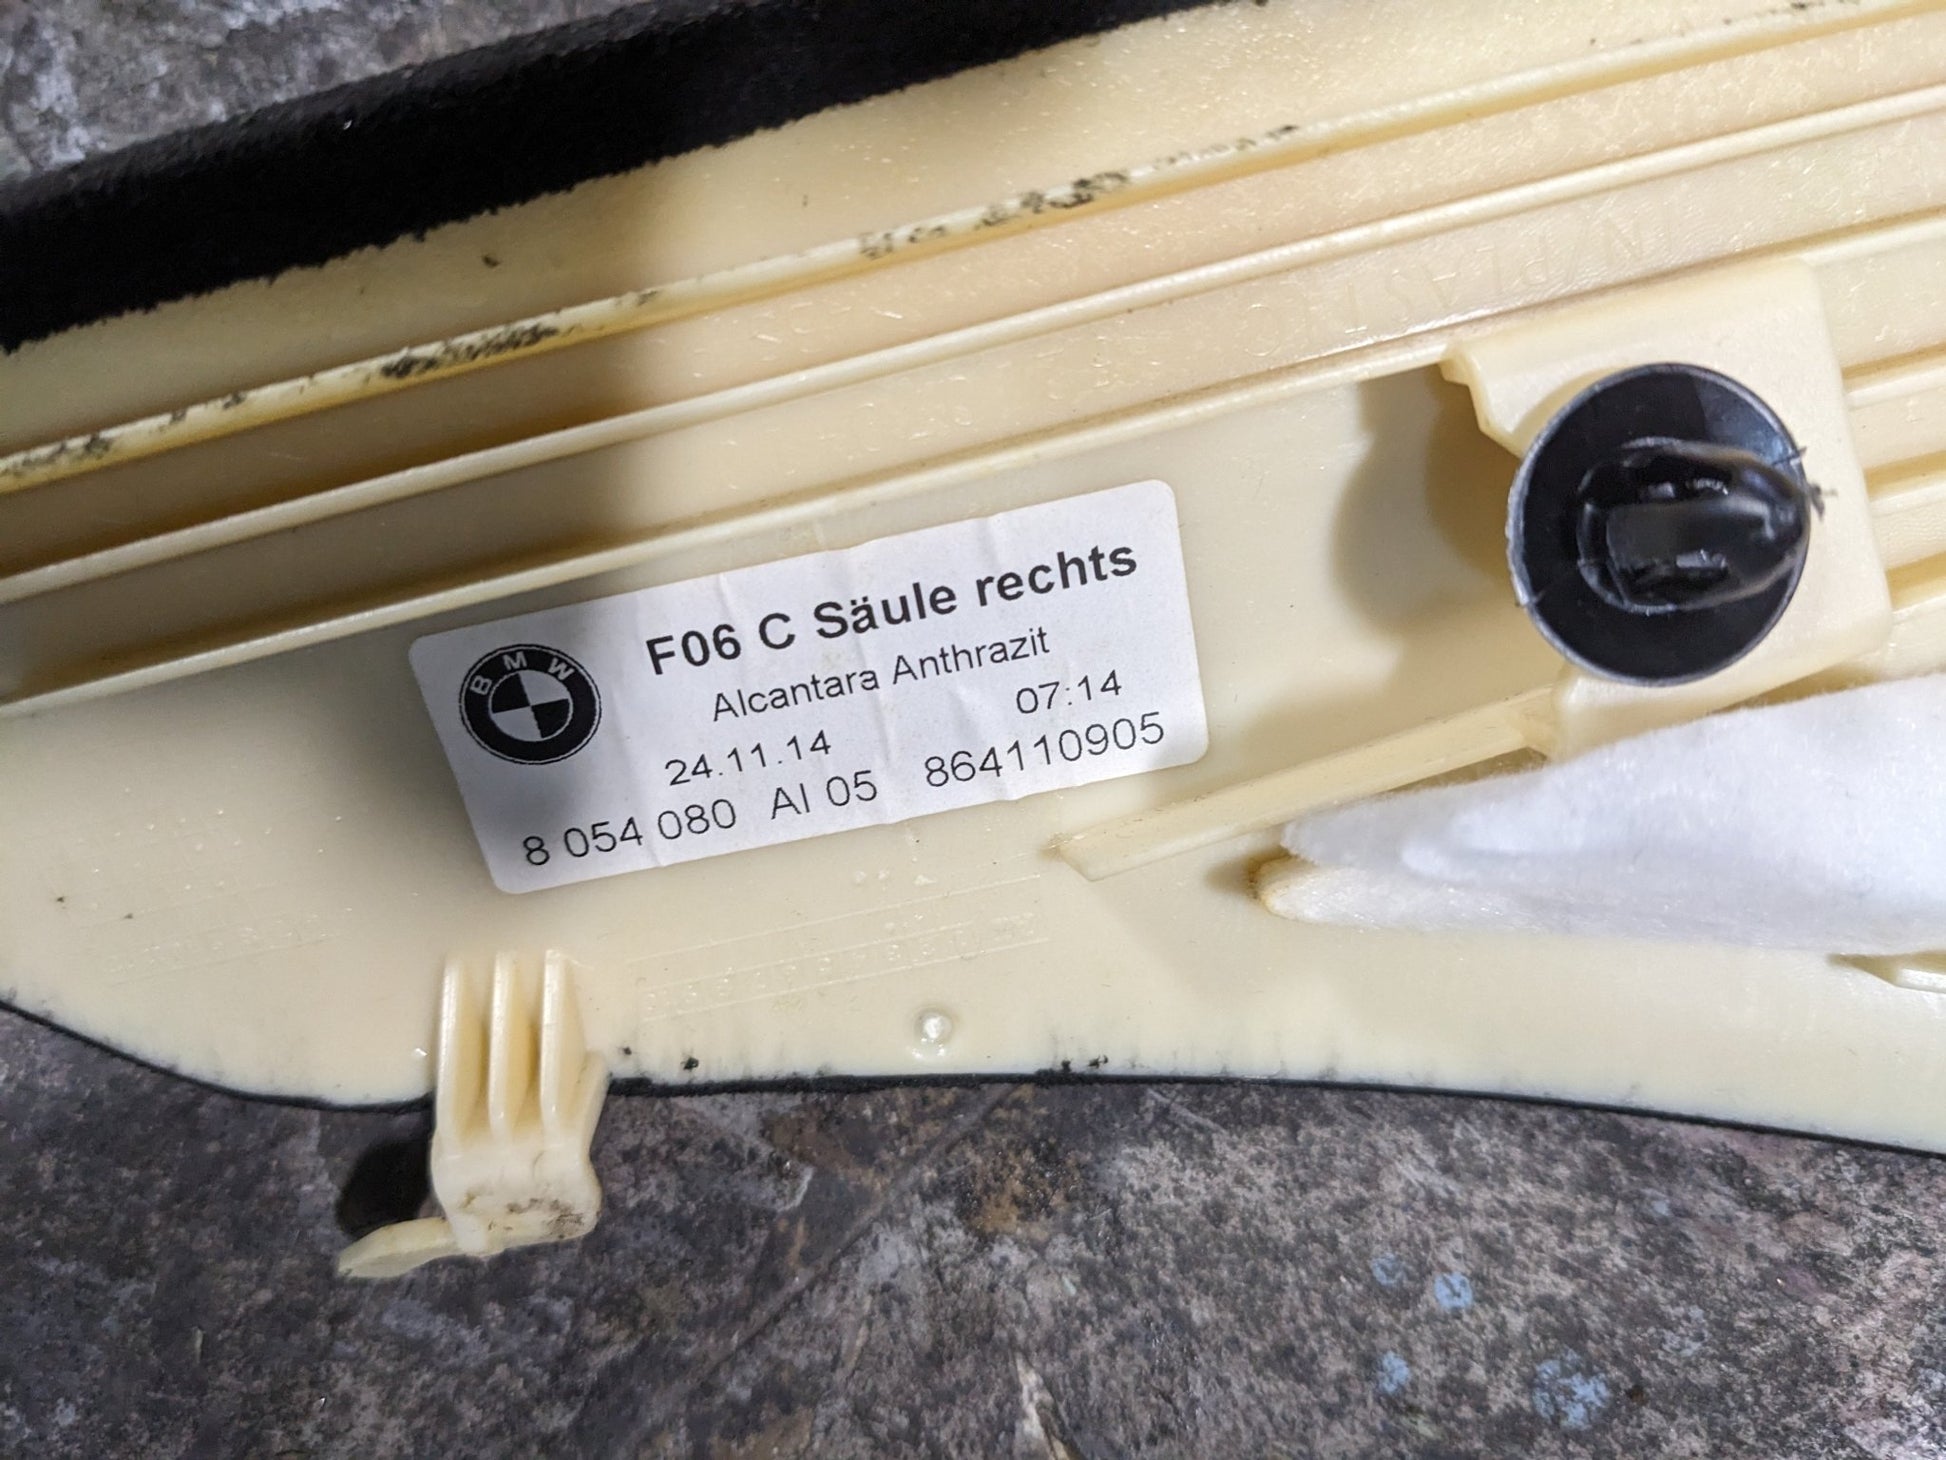 BMW
F06 C Säule rechts
Alcantara Anthrazit
24.11.14 07:14
8 054 080 AI 05 864110905